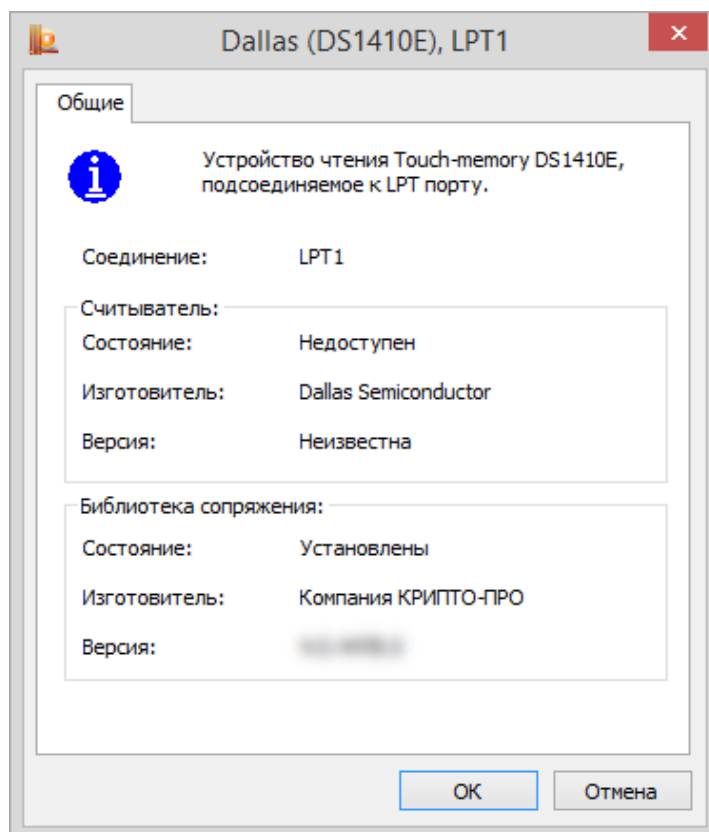 Dallas (DS1410E), LPT1
Общие
Устройство чтения Touch-memory DS1410E,
подсоединяемое к LPT порту.
Соединение: LPT1
Считыватель:
Состояние: Недоступен
Изготовитель: Dallas Semiconductor
Версия: Неизвестна
Библиотека сопряжения:
Состояние: Установлены
Изготовитель: Компания КРИПТО-ПРО
Версия:
ОК Отмена